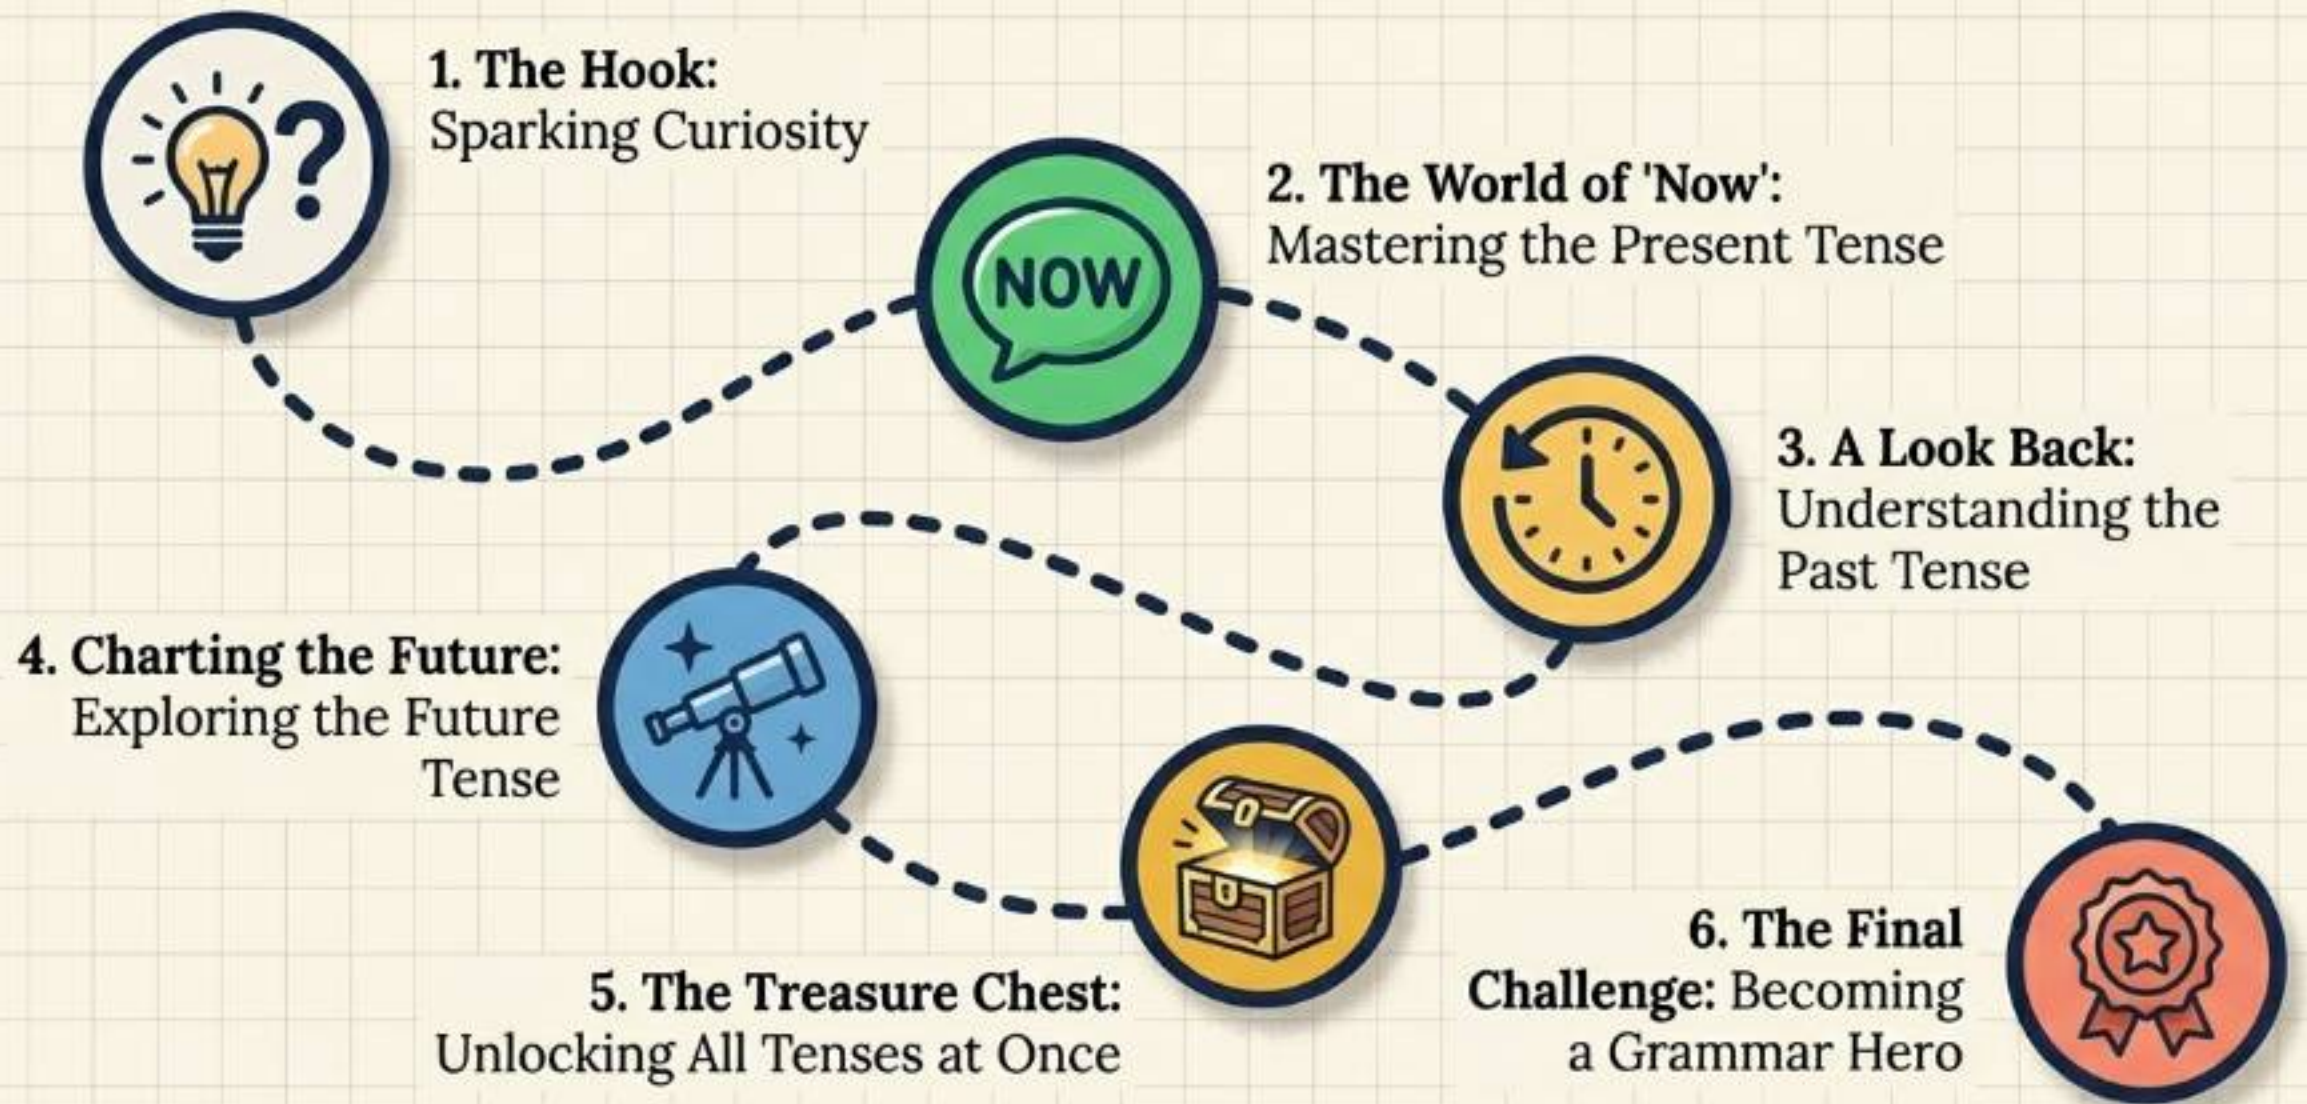 1. The Hook:
Sparking Curiosity
NOW
2. The World of 'Now':
Mastering the Present Tense
3. A Look Back:
Understanding the
Past Tense
4. Charting the Future:
Exploring the Future
Tense
5. The Treasure Chest:
Unlocking All Tenses at Once
6. The Final
Challenge: Becoming
a Grammar Hero